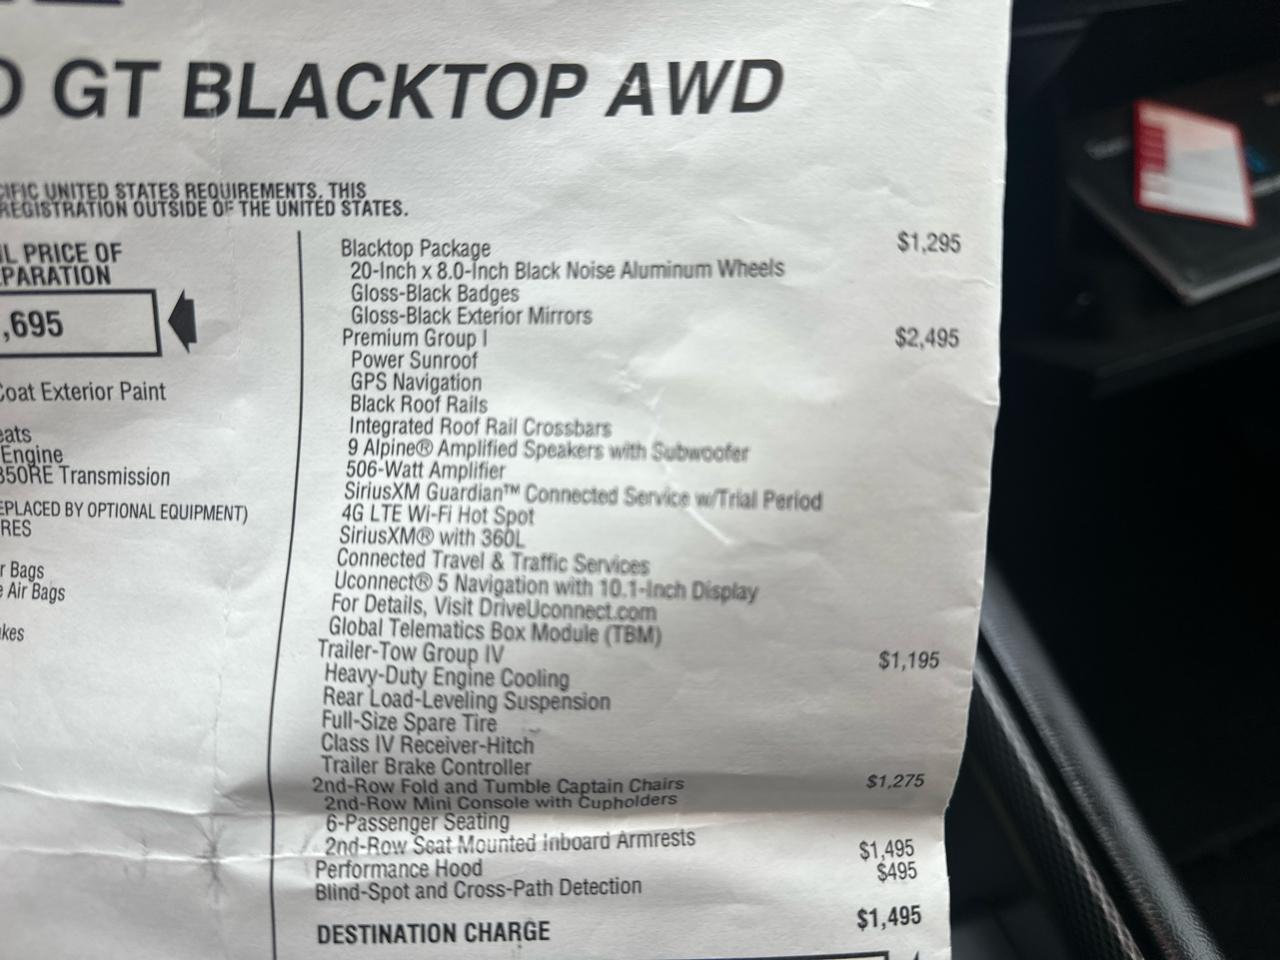 GT BLACKTOP AWD
UNITED STATES REQUIREMENTS. THIS
REGISTRATION OUTSIDE OF THE UNITED STATES.
PRICE OF
,695
Coat Exterior Paint
Engine
850RE Transmission
REPLACED BY OPTIONAL EQUIPMENT)
Bags
Air Bags
Blacktop Package $1,295
20-Inch x 8.0-Inch Black Noise Aluminum Wheels
Gloss-Black Badges
Gloss-Black Exterior Mirrors
Premium Group I $2,495
Power Sunroof
GPS Navigation
Black Roof Rails
Integrated Roof Rail Crossbars
9 Alpine® Amplified Speakers with Subwoofer
506-Watt Amplifier
SiriusXM Guardian™ Connected Service w/Trial Period
4G LTE Wi-Fi Hot Spot
SiriusXM® with 360L
Connected Travel & Traffic Services
Uconnect® 5 Navigation with 10.1-Inch Display
For Details, Visit DriveUconnect.com
Global Telematics Box Module (TBM)
Trailer-Tow Group IV $1,195
Heavy-Duty Engine Cooling
Rear Load-Leveling Suspension
Full-Size Spare Tire
Class IV Receiver-Hitch
Trailer Brake Controller
2nd-Row Fold and Tumble Captain Chairs $1,275
2nd-Row Mini Console with Cupholders
6-Passenger Seating
2nd-Row Seat Mounted Inboard Armrests
Performance Hood $1,495
Blind-Spot and Cross-Path Detection $495
DESTINATION CHARGE $1,495